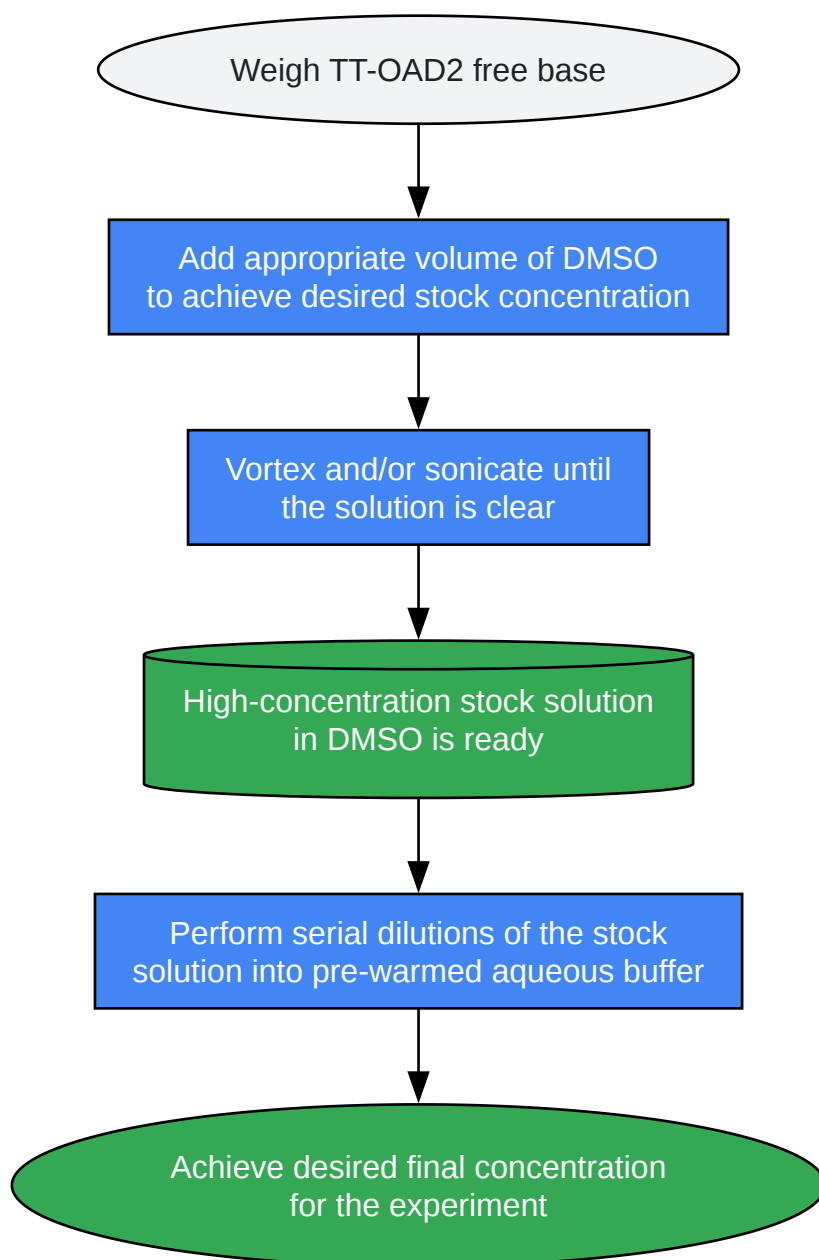 Weigh TT-OAD2 free base
Add appropriate volume of DMSO
to achieve desired stock concentration
Vortex and/or sonicate until
the solution is clear
High-concentration stock solution
in DMSO is ready
Perform serial dilutions of the stock
solution into pre-warmed aqueous buffer
Achieve desired final concentration
for the experiment